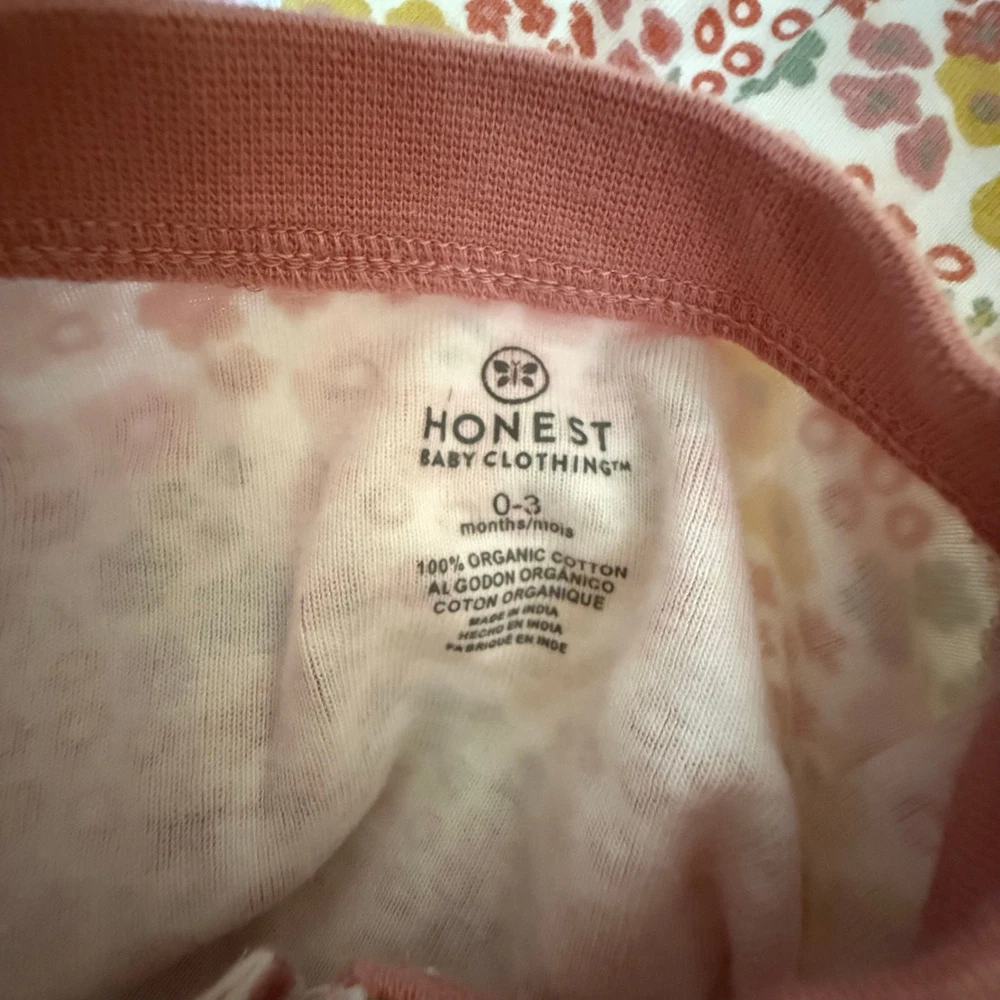 HONEST
BABY CLOTHING™
0-3
months/mois
100% ORGANIC COTTON
ALGODON ORGÁNICO
COTON ORGANIQUE
MADE IN INDIA
HECHO EN INDIA
FABRIQUÉ EN INDE